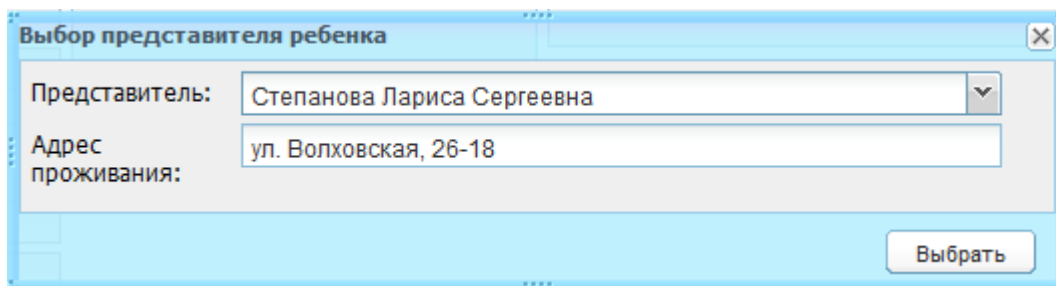 Выбор представителя ребенка
Представитель: Степанова Лариса Сергеевна
Адрес проживания: ул. Волховская, 26-18
Выбрать